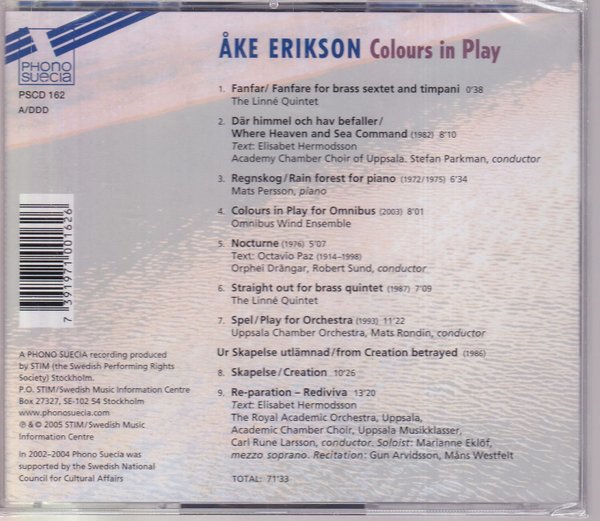 PHONO
SUECIA
PSCD 162
A/DDD
ÅKE ERIKSON Colours in Play
1. Fanfar/Fanfare for brass sextet and timpani 0'38
The Linné Quintet
2. Där himmel och hav befaller/
Where Heaven and Sea Command (1982) 8'10
Text: Elisabet Hermodsson
Academy Chamber Choir of Uppsala. Stefan Parkman, conductor
3. Regnskog/Rain forest for piano (1972/1975) 6'34
Mats Persson, piano
4. Colours in Play for Omnibus (2003) 8'01
Omnibus Wind Ensemble
5. Nocturne (1976) 5'07
Text: Octavio Paz (1914–1998)
Orphei Drängar, Robert Sund, conductor
6. Straight out for brass quintet (1987) 7'09
The Linné Quintet
7. Spel/Play for Orchestra (1993) 11'22
Uppsala Chamber Orchestra, Mats Rondin, conductor
Ur Skapelse utlämnad/from Creation betrayed (1986)
8. Skapelse/Creation 10'26
9. Re-paration – Rediviva 13'20
Text: Elisabet Hermodsson
The Royal Academic Orchestra, Uppsala,
Academic Chamber Choir, Uppsala Musikklasser,
Carl Rune Larsson, conductor. Soloist: Marianne Eklöf,
mezzo soprano. Recitation: Gun Arvidsson, Måns Westfelt
TOTAL: 71'33
7 391971 001626
A PHONO SUECIA recording produced
by STIM (the Swedish Performing Rights
Society) Stockholm.
P.O. STIM/Swedish Music Information Centre
Box 27327, SE-102 54 Stockholm
www.phonosuecia.com
℗ & © 2005 STIM/Swedish Music
Information Centre
In 2002–2004 Phono Suecia was
supported by the Swedish National
Council for Cultural Affairs